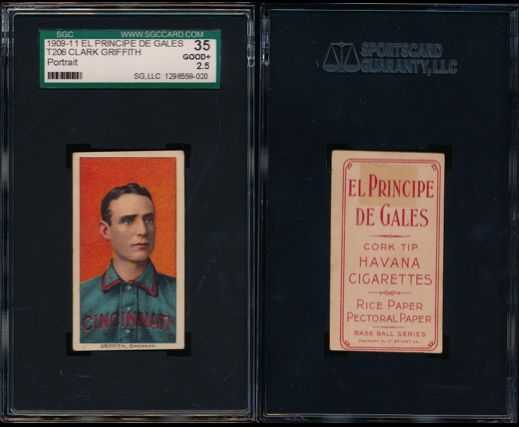 SGC WWW.SGCCARD.COM
1909-11 EL PRINCIPE DE GALES 35
T206 CLARK GRIFFITH GOOD+
Portrait 2.5
SG,LLC 1296559-020
CINCINNATI
GRIFFITH, CINCINNATI
SPORTSCARD
GUARANTY, LLC
EL PRINCIPE
DE GALES
CORK TIP
HAVANA
CIGARETTES
RICE PAPER
PECTORAL PAPER
BASE BALL SERIES